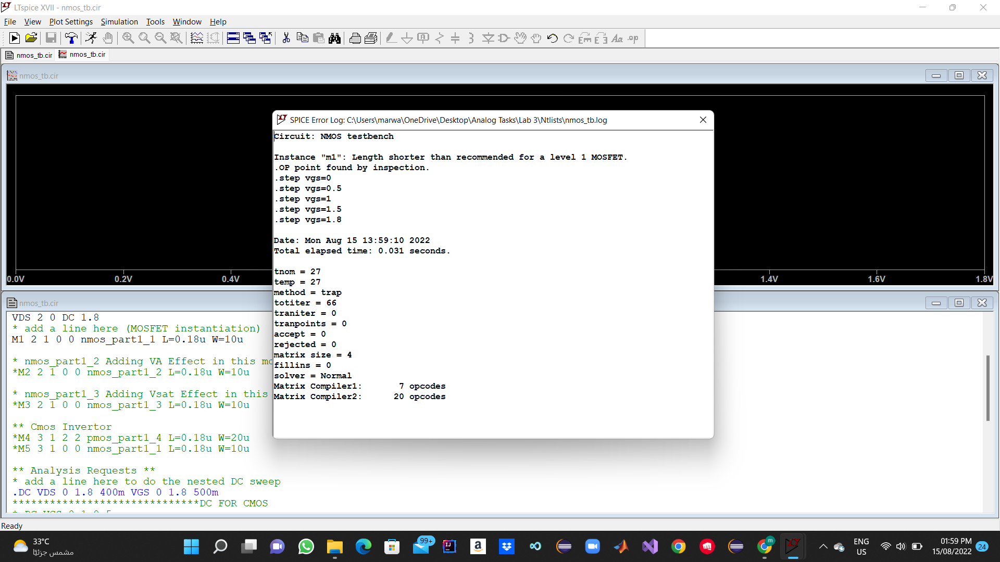 LTspice XVII - nmos_tb.cir
File View Plot Settings Simulation Tools Window Help
nmos_tb.cir nmos_tb.cir
nmos_tb.cir
SPICE Error Log: C:\Users\marwa\OneDrive\Desktop\Analog Tasks\Lab 3\Ntlists\nmos_tb.log
Circuit: NMOS testbench
Instance "m1": Length shorter than recommended for a level 1 MOSFET.
.OP point found by inspection.
.step vgs=0
.step vgs=0.5
.step vgs=1
.step vgs=1.5
.step vgs=1.8
Date: Mon Aug 15 13:59:10 2022
Total elapsed time: 0.031 seconds.
tnom = 27
temp = 27
method = trap
totiter = 66
traniter = 0
tranpoints = 0
accept = 0
rejected = 0
matrix size = 4
fillins = 0
solver = Normal
Matrix Compiler1: 7 opcodes
Matrix Compiler2: 20 opcodes
0.0V 0.2V 0.4V 1.4V 1.6V 1.8V
nmos_tb.cir
VDS 2 0 DC 1.8
* add a line here (MOSFET instantiation)
M1 2 1 0 0 nmos_part1_1 L=0.18u W=10u
* nmos_part1_2 Adding VA Effect in this mo
*M2 2 1 0 0 nmos_part1_2 L=0.18u W=10u
* nmos_part1_3 Adding Vsat Effect in this
*M3 2 1 0 0 nmos_part1_3 L=0.18u W=10u
** Cmos Invertor
*M4 3 1 2 2 pmos_part1_4 L=0.18u W=20u
*M5 3 1 0 0 nmos_part1_1 L=0.18u W=10u
** Analysis Requests **
* add a line here to do the nested DC sweep
.DC VDS 0 1.8 400m VGS 0 1.8 500m
******************************DC FOR CMOS
Ready
33°C
مشمس جزئيًا
99+
ENG
US
01:59 PM
15/08/2022
24